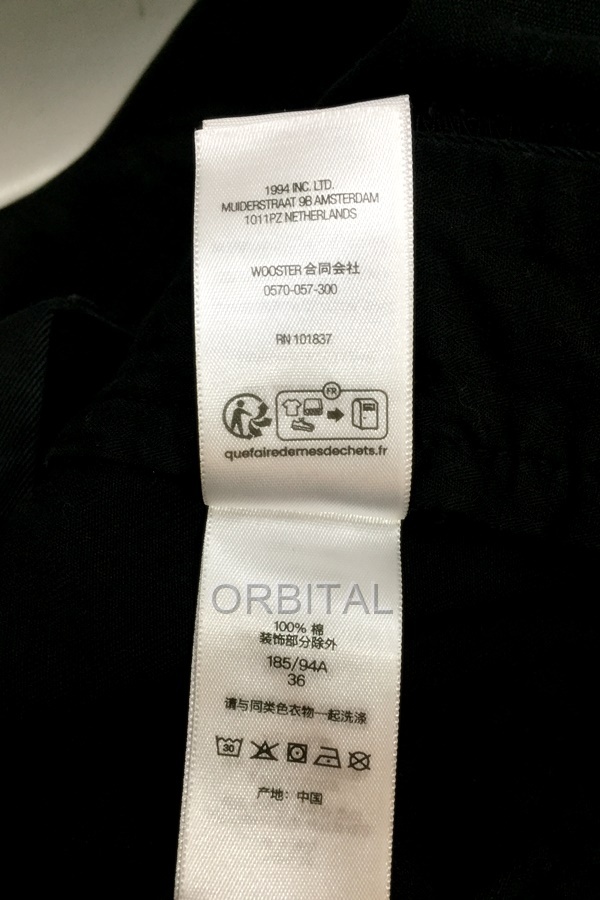 1994 INC. LTD.
MUIDERSTRAAT 9B AMSTERDAM
1011PZ NETHERLANDS
WOOSTER 合同会社
0570-057-300
RN 101837
FR
quefairedemesdechets.fr
ORBITAL
100% 棉
装饰部分除外
185/94A
36
请与同类色衣物一起洗涤
30
产地：中国